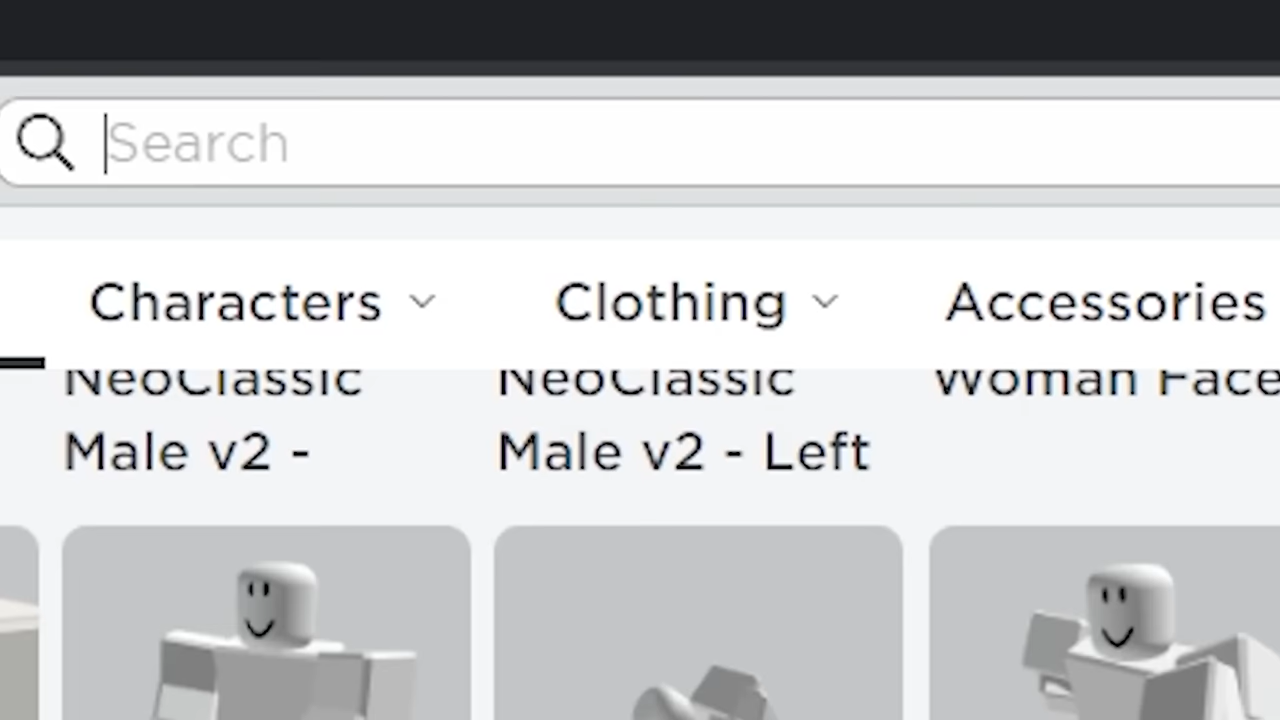 Search
Characters Clothing Accessories
NeoClassic NeoClassic Woman Face
Male v2 - Male v2 - Left